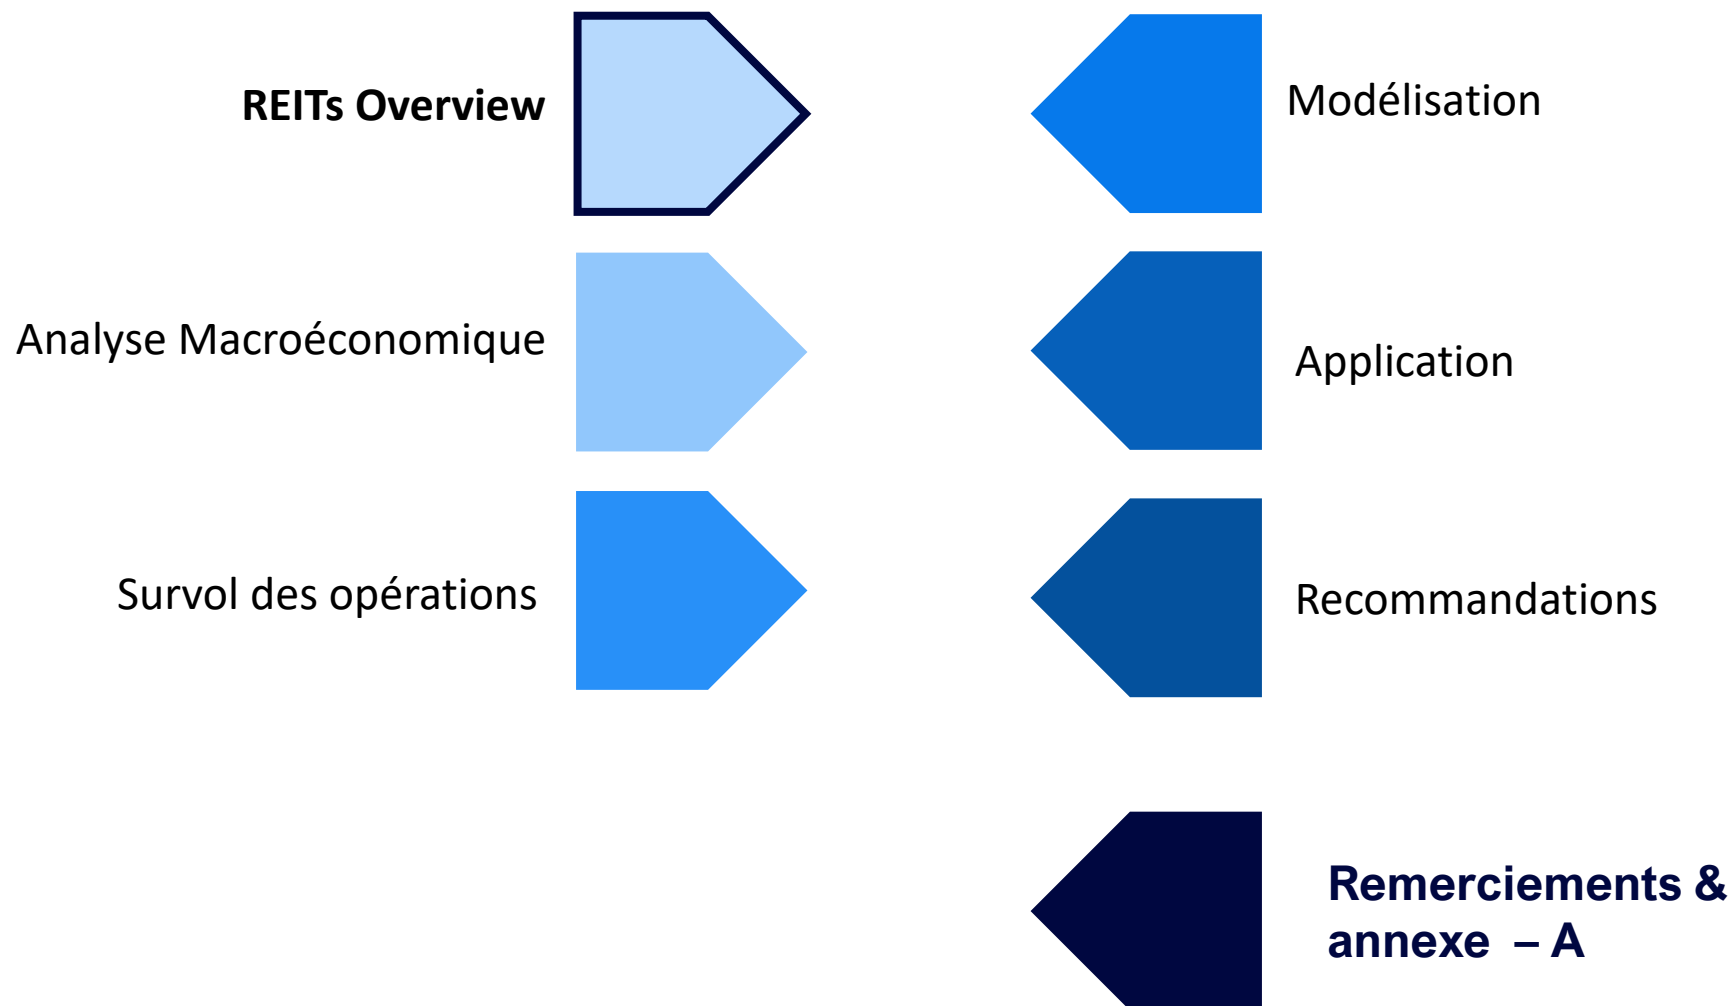 REITs Overview
Analyse Macroéconomique
Survol des opérations
Modélisation
Application
Recommandations
Remerciements &
annexe – A